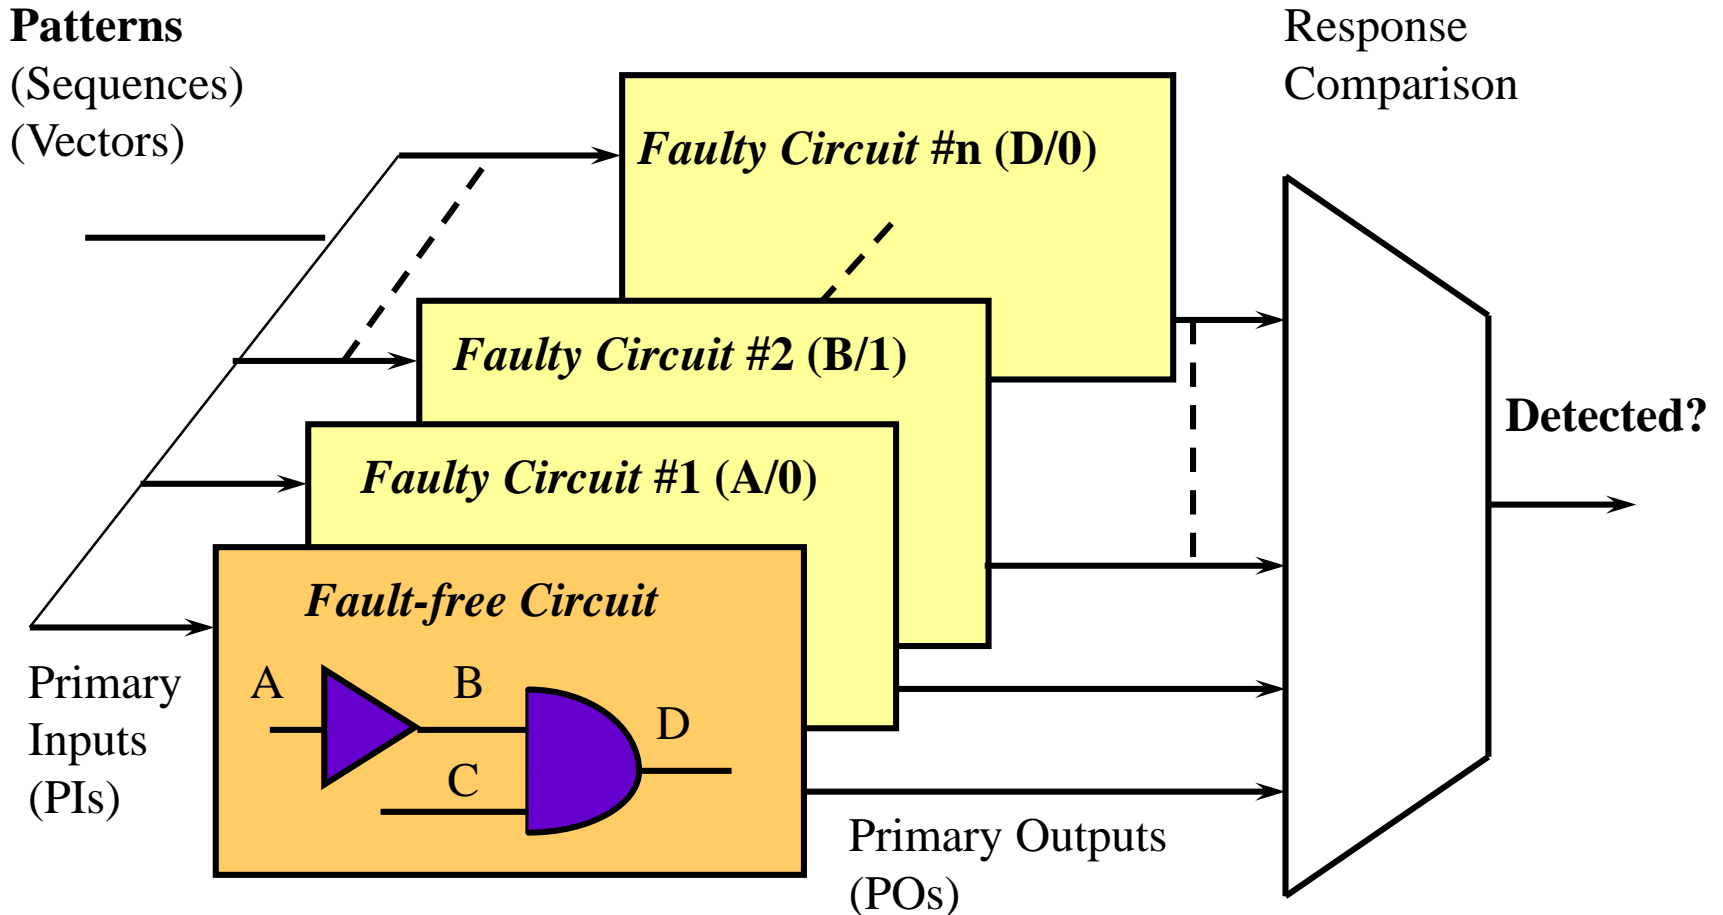 Patterns
(Sequences)
(Vectors)
Response
Comparison
Faulty Circuit #n (D/0)
Faulty Circuit #2 (B/1)
Faulty Circuit #1 (A/0)
Detected?
Fault-free Circuit
A
B
C
D
Primary
Inputs
(PIs)
Primary Outputs
(POs)